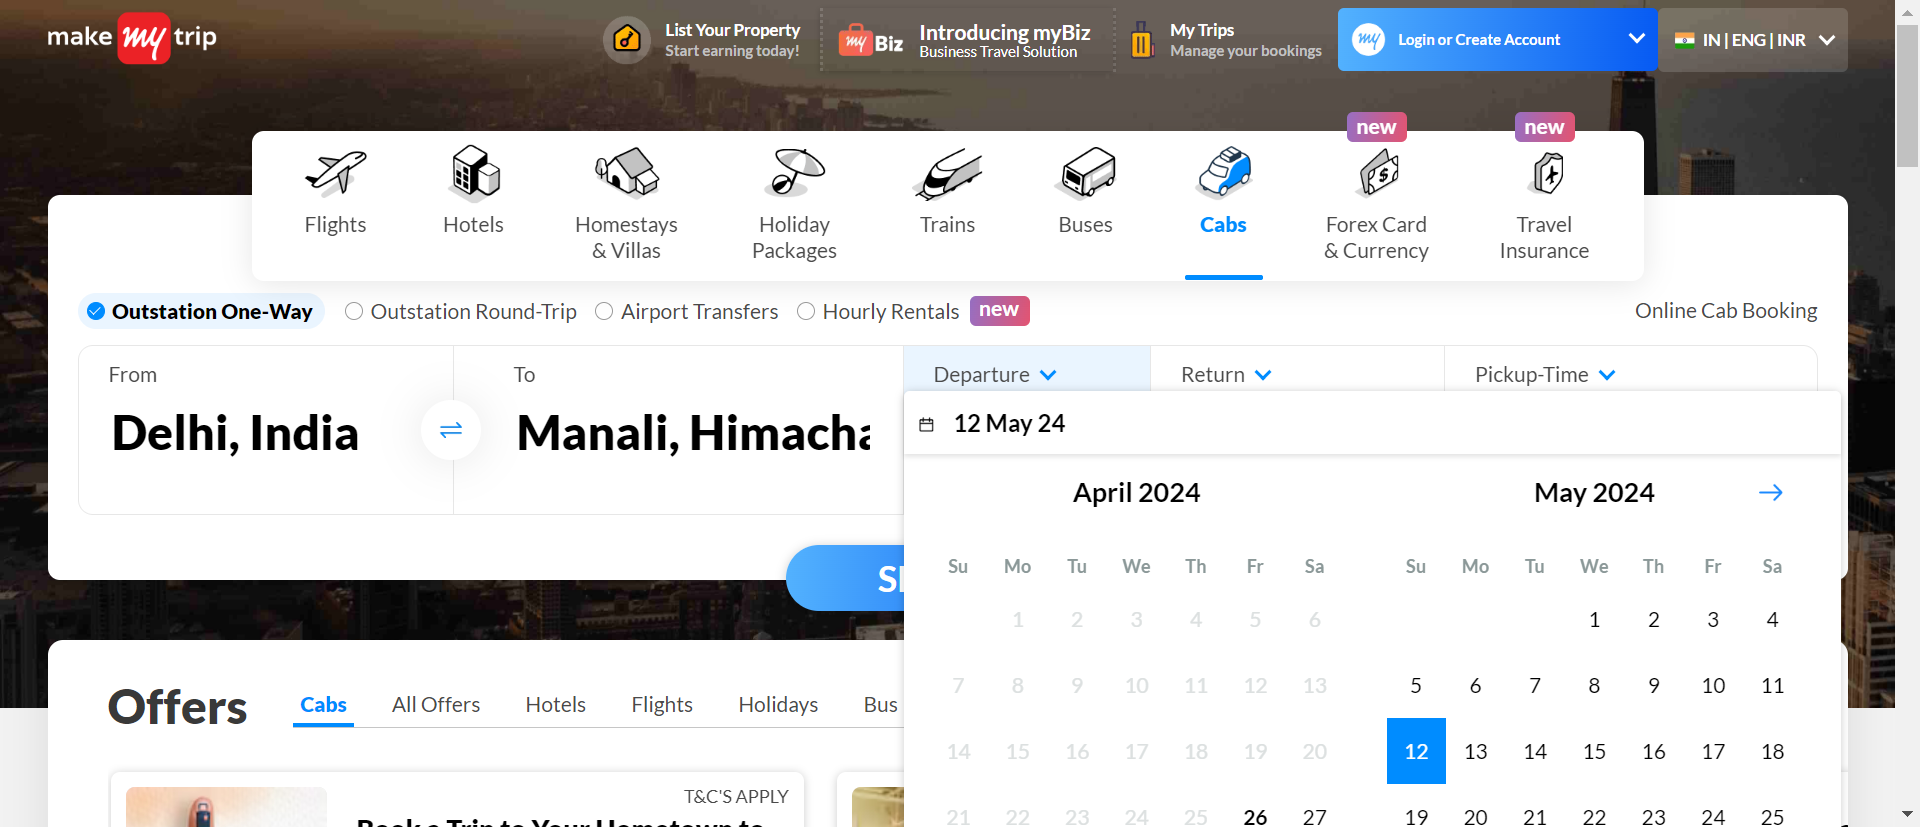 make my trip
List Your Property
Start earning today!
my Biz
Introducing myBiz
Business Travel Solution
My Trips
Manage your bookings
my
Login or Create Account
IN | ENG | INR
new
new
Flights
Hotels
Homestays
& Villas
Holiday
Packages
Trains
Buses
Cabs
Forex Card
& Currency
Travel
Insurance
Outstation One-Way
Outstation Round-Trip
Airport Transfers
Hourly Rentals
new
Online Cab Booking
From
Delhi, India
To
Manali, Himacha
Departure
Return
Pickup-Time
12 May 24
April 2024
May 2024
Su Mo Tu We Th Fr Sa
Su Mo Tu We Th Fr Sa
1 2 3 4 5 6
1 2 3 4
7 8 9 10 11 12 13
5 6 7 8 9 10 11
14 15 16 17 18 19 20
12 13 14 15 16 17 18
21 22 23 24 25 26 27
19 20 21 22 23 24 25
Offers
Cabs
All Offers
Hotels
Flights
Holidays
Bus
T&C'S APPLY
Book a Trip to Your Hometown to